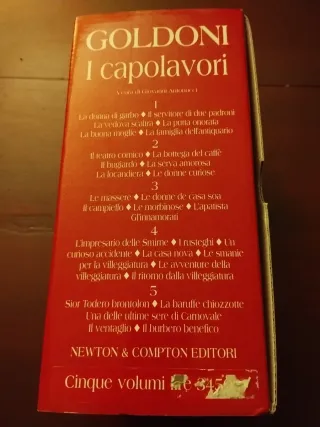 GOLDONI
I capolavori
A cura di Giovanni Antonucci
1
La donna di garbo ♦ Il servitore di due padroni
La vedova scaltra ♦ La putta onorata
La buona moglie ♦ La famiglia dell'antiquario
2
Il teatro comico ♦ La bottega del caffè
Il bugiardo ♦ La serva amorosa
La locandiera ♦ Le donne curiose
3
Le massere ♦ Le donne de casa soa
Il campiello ♦ Le morbinose ♦ L'apatista
Gl'innamorati
4
L'impresario delle Smirne ♦ I rusteghi ♦ Un
curioso accidente ♦ La casa nova ♦ Le smanie
per la villeggiatura ♦ Le avventure della
villeggiatura ♦ Il ritorno dalla villeggiatura
5
Sior Todero brontolon ♦ La baruffe chiozzotte
Una delle ultime sere di Carnovale
Il ventaglio ♦ Il burbero benefico
NEWTON & COMPTON EDITORI
Cinque volumi